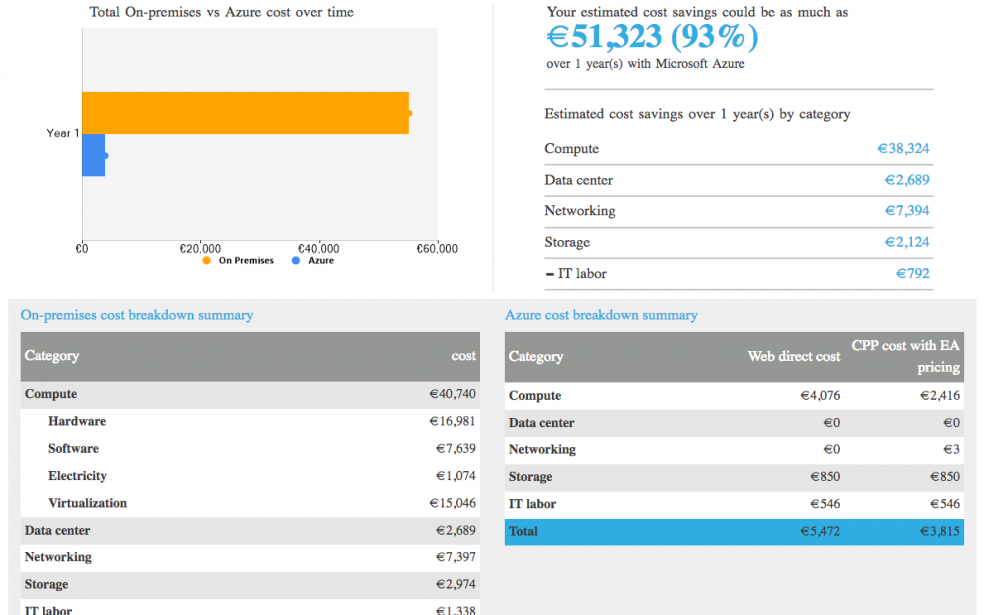 Total On-premises vs Azure cost over time
Year 1
€0 €20,000 €40,000 €60,000
On Premises Azure
Your estimated cost savings could be as much as
€51,323 (93%)
over 1 year(s) with Microsoft Azure
Estimated cost savings over 1 year(s) by category
Compute €38,324
Data center €2,689
Networking €7,394
Storage €2,124
– IT labor €792
On-premises cost breakdown summary
Category cost
Compute €40,740
Hardware €16,981
Software €7,639
Electricity €1,074
Virtualization €15,046
Data center €2,689
Networking €7,397
Storage €2,974
IT labor €1,338
Azure cost breakdown summary
Category Web direct cost CPP cost with EA pricing
Compute €4,076 €2,416
Data center €0 €0
Networking €0 €3
Storage €850 €850
IT labor €546 €546
Total €5,472 €3,815